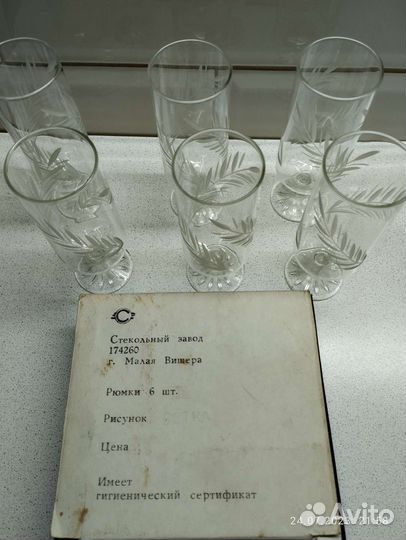 Стекольный завод
174260
г. Малая Вишера
Рюмки 6 шт.
Рисунок
Цена
Имеет
гигиенический сертификат
Avito